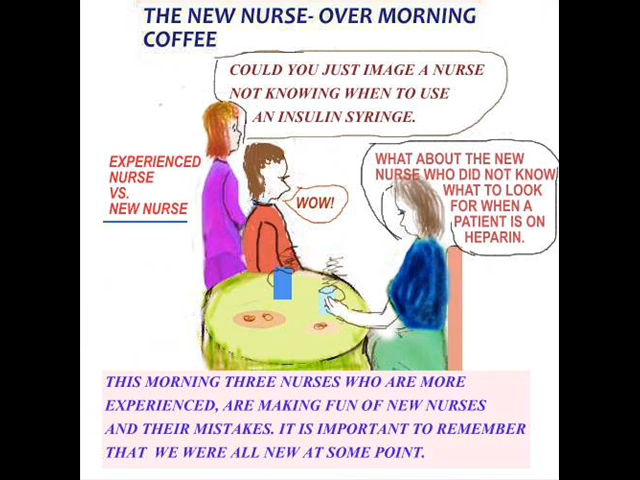 THE NEW NURSE- OVER MORNING
COFFEE
COULD YOU JUST IMAGE A NURSE
NOT KNOWING WHEN TO USE
AN INSULIN SYRINGE.
EXPERIENCED
NURSE
VS.
NEW NURSE
WOW!
WHAT ABOUT THE NEW
NURSE WHO DID NOT KNOW
WHAT TO LOOK
FOR WHEN A
PATIENT IS ON
HEPARIN.
THIS MORNING THREE NURSES WHO ARE MORE
EXPERIENCED, ARE MAKING FUN OF NEW NURSES
AND THEIR MISTAKES. IT IS IMPORTANT TO REMEMBER
THAT WE WERE ALL NEW AT SOME POINT.